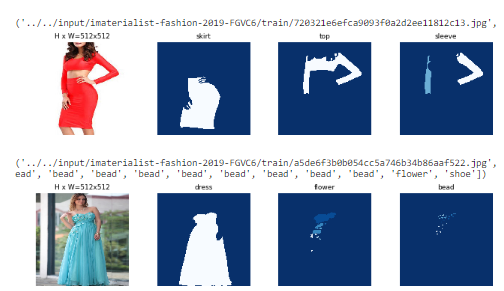 ('../../input/imaterialist-fashion-2019-FGVC6/train/720321e6efca9093f0a2d2ee11812c13.jpg',
H x W=512x512 skirt top sleeve
('../../input/imaterialist-fashion-2019-FGVC6/train/a5de6f3b0b054cc5a746b34b86aaf522.jpg',
ead', 'bead', 'bead', 'bead', 'bead', 'bead', 'bead', 'bead', 'bead', 'flower', 'shoe'])
H x W=512x512 dress flower bead